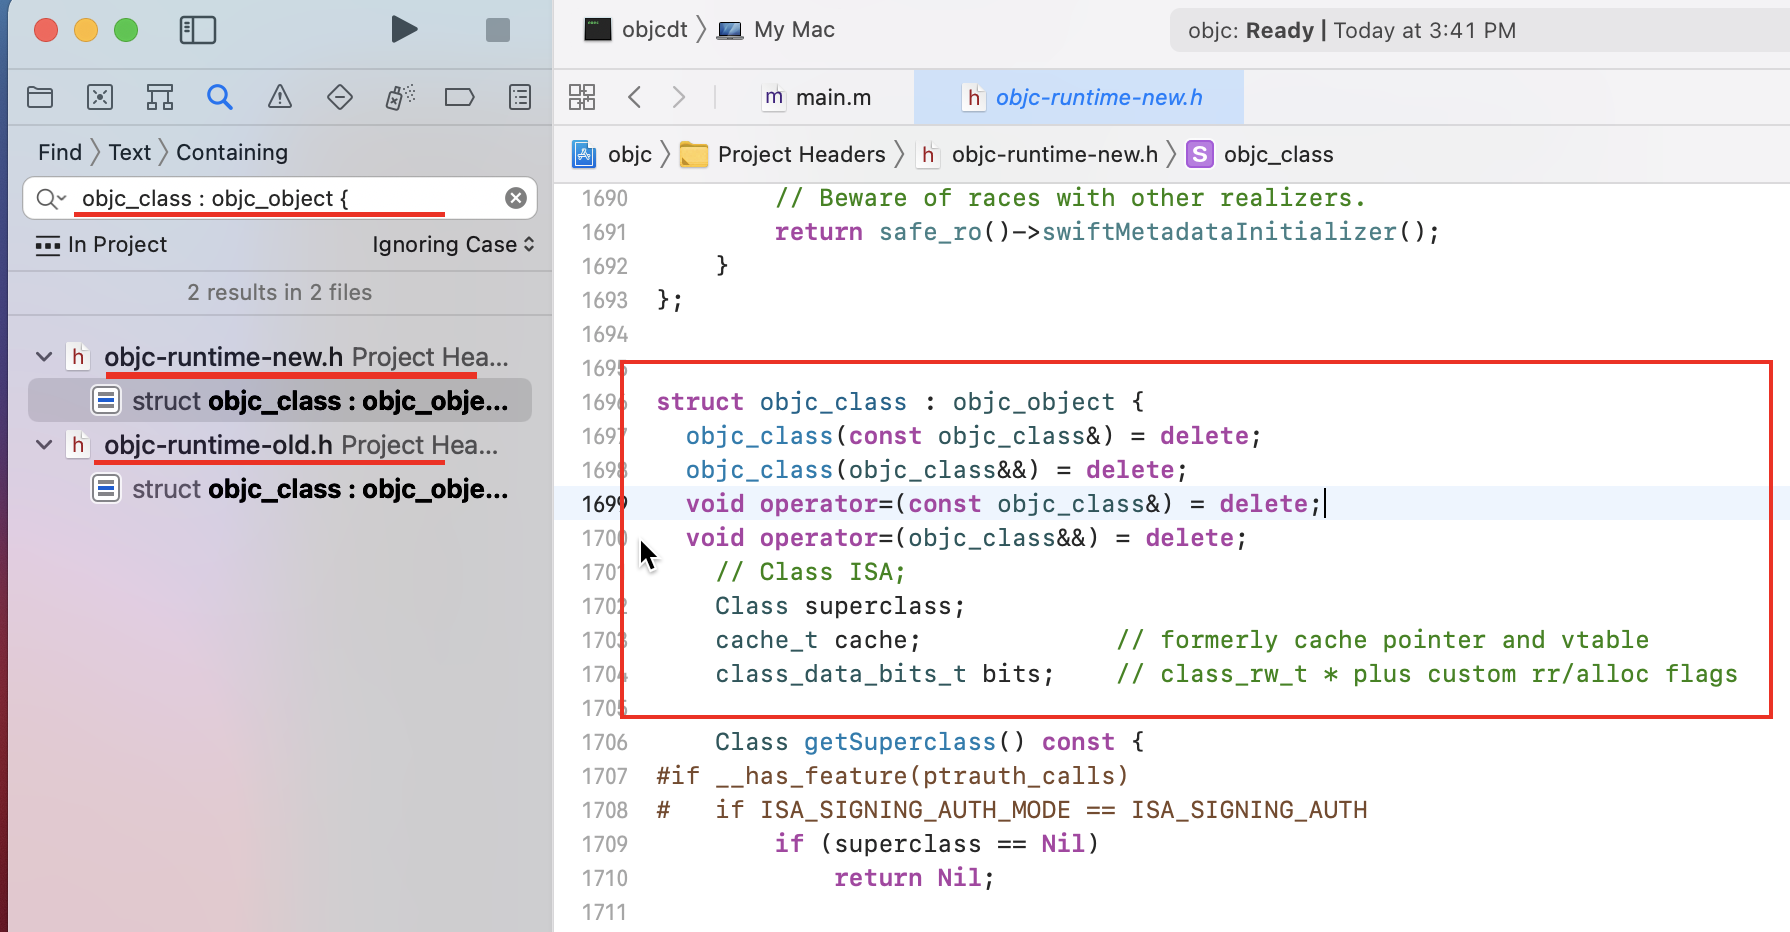 objcdt 〉 My Mac
objc: Ready | Today at 3:41 PM
m main.m
h objc-runtime-new.h
Find 〉 Text 〉 Containing
objc 〉 Project Headers 〉 h objc-runtime-new.h 〉 S objc_class
objc_class : objc_object {
In Project
Ignoring Case
2 results in 2 files
h objc-runtime-new.h Project Hea...
struct objc_class : objc_obje...
h objc-runtime-old.h Project Hea...
struct objc_class : objc_obje...
1690 // Beware of races with other realizers.
1691 return safe_ro()->swiftMetadataInitializer();
1692 }
1693 };
1694
1695
1696 struct objc_class : objc_object {
1697 objc_class(const objc_class&) = delete;
1698 objc_class(objc_class&&) = delete;
1699 void operator=(const objc_class&) = delete;
1700 void operator=(objc_class&&) = delete;
1701 // Class ISA;
1702 Class superclass;
1703 cache_t cache; // formerly cache pointer and vtable
1704 class_data_bits_t bits; // class_rw_t * plus custom rr/alloc flags
1705
1706 Class getSuperclass() const {
1707 #if __has_feature(ptrauth_calls)
1708 # if ISA_SIGNING_AUTH_MODE == ISA_SIGNING_AUTH
1709 if (superclass == Nil)
1710 return Nil;
1711